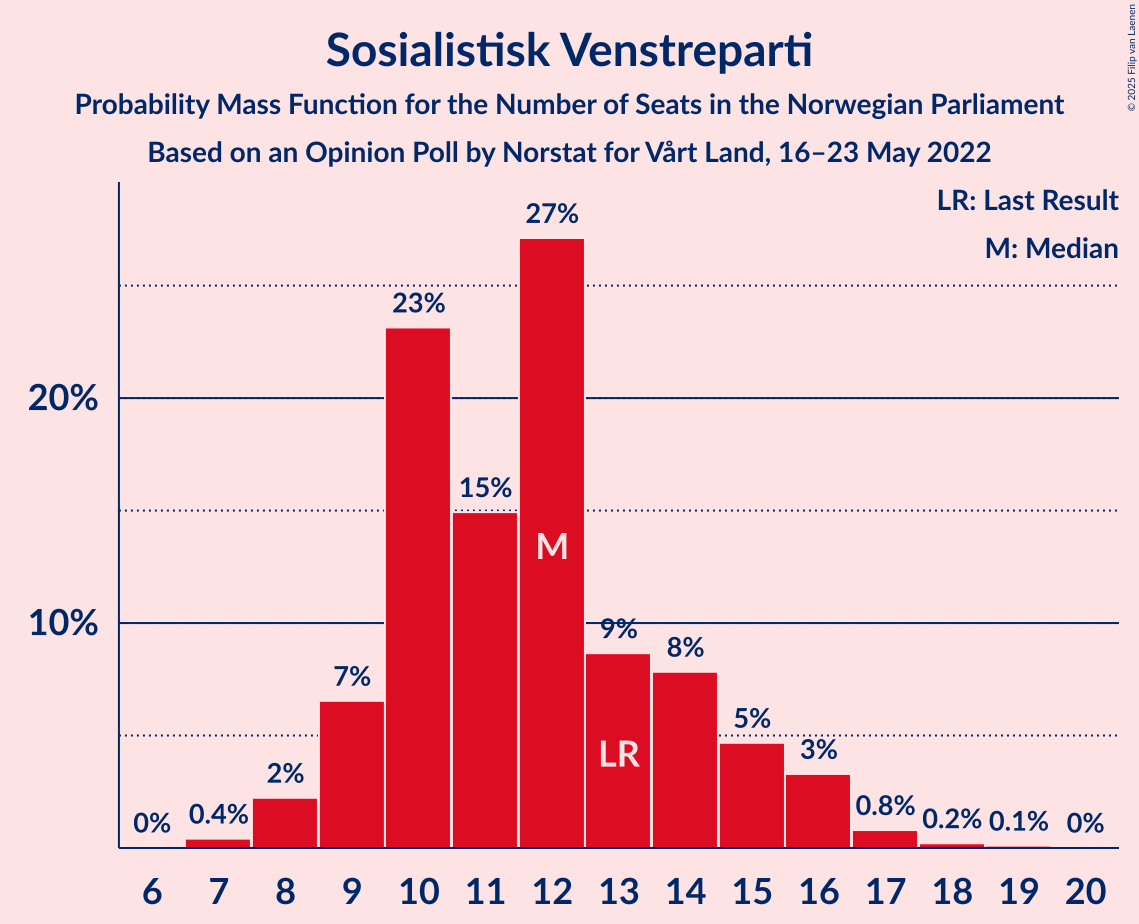 Sosialistisk Venstreparti
Probability Mass Function for the Number of Seats in the Norwegian Parliament
Based on an Opinion Poll by Norstat for Vårt Land, 16–23 May 2022
© 2025 Filip van Laenen
LR: Last Result
M: Median
20%
10%
0%
0.4%
2%
7%
23%
15%
27%
9%
8%
5%
3%
0.8%
0.2%
0.1%
0%
M
LR
6 7 8 9 10 11 12 13 14 15 16 17 18 19 20